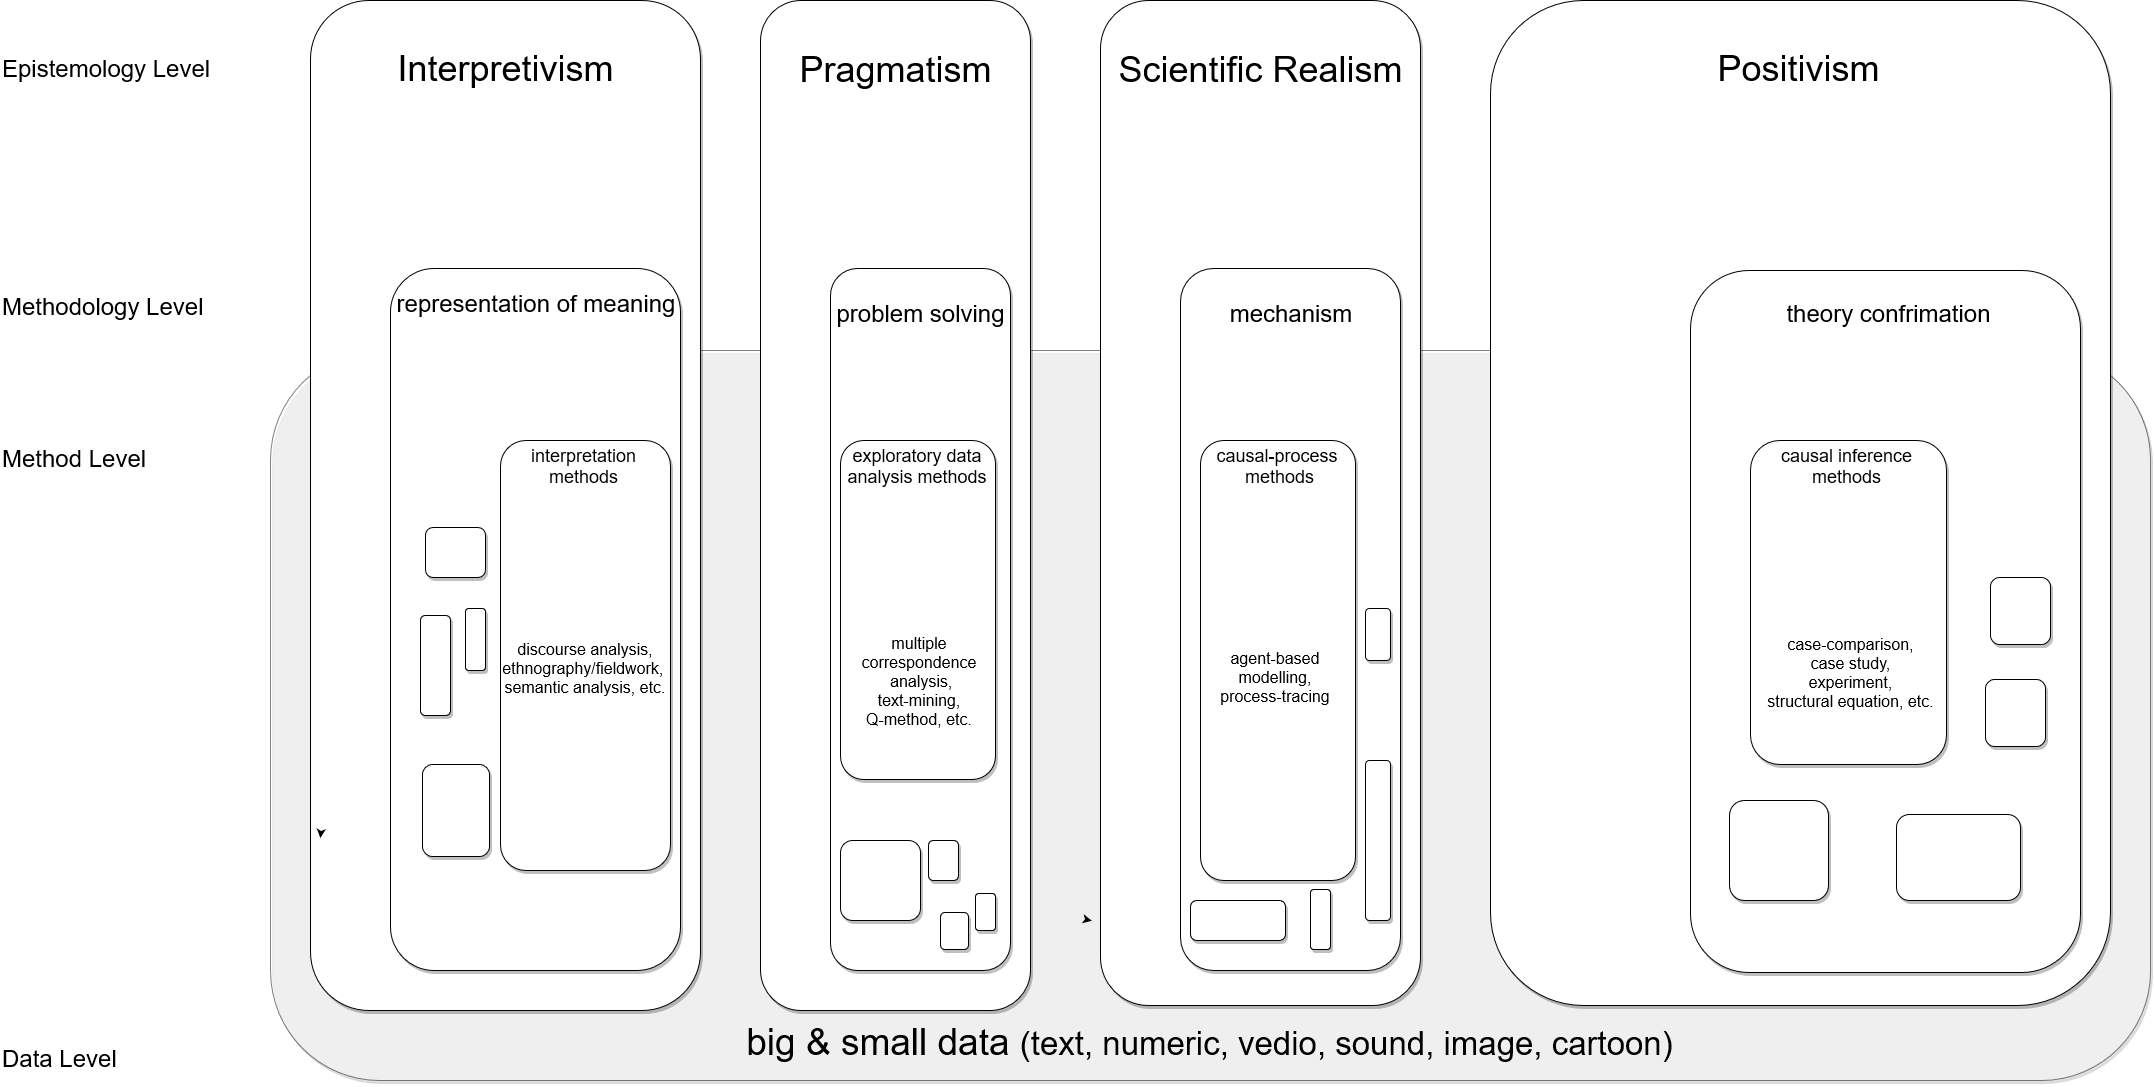 Epistemology Level
Interpretivism
Pragmatism
Scientific Realism
Positivism
Methodology Level
representation of meaning
problem solving
mechanism
theory confrimation
Method Level
interpretation
methods
exploratory data
analysis methods
causal-process
methods
causal inference
methods
discourse analysis,
ethnography/fieldwork,
semantic analysis, etc.
multiple
correspondence
analysis,
text-mining,
Q-method, etc.
agent-based
modelling,
process-tracing
case-comparison,
case study,
experiment,
structural equation, etc.
big & small data (text, numeric, vedio, sound, image, cartoon)
Data Level